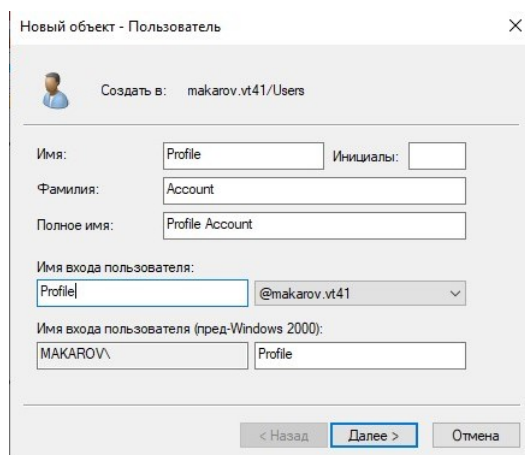 Новый объект - Пользователь
Создать в: makarov.vt41/Users
Имя: Profile Инициалы:
Фамилия: Account
Полное имя: Profile Account
Имя входа пользователя:
Profile @makarov.vt41
Имя входа пользователя (пред-Windows 2000):
MAKAROV\ Profile
< Назад Далее > Отмена